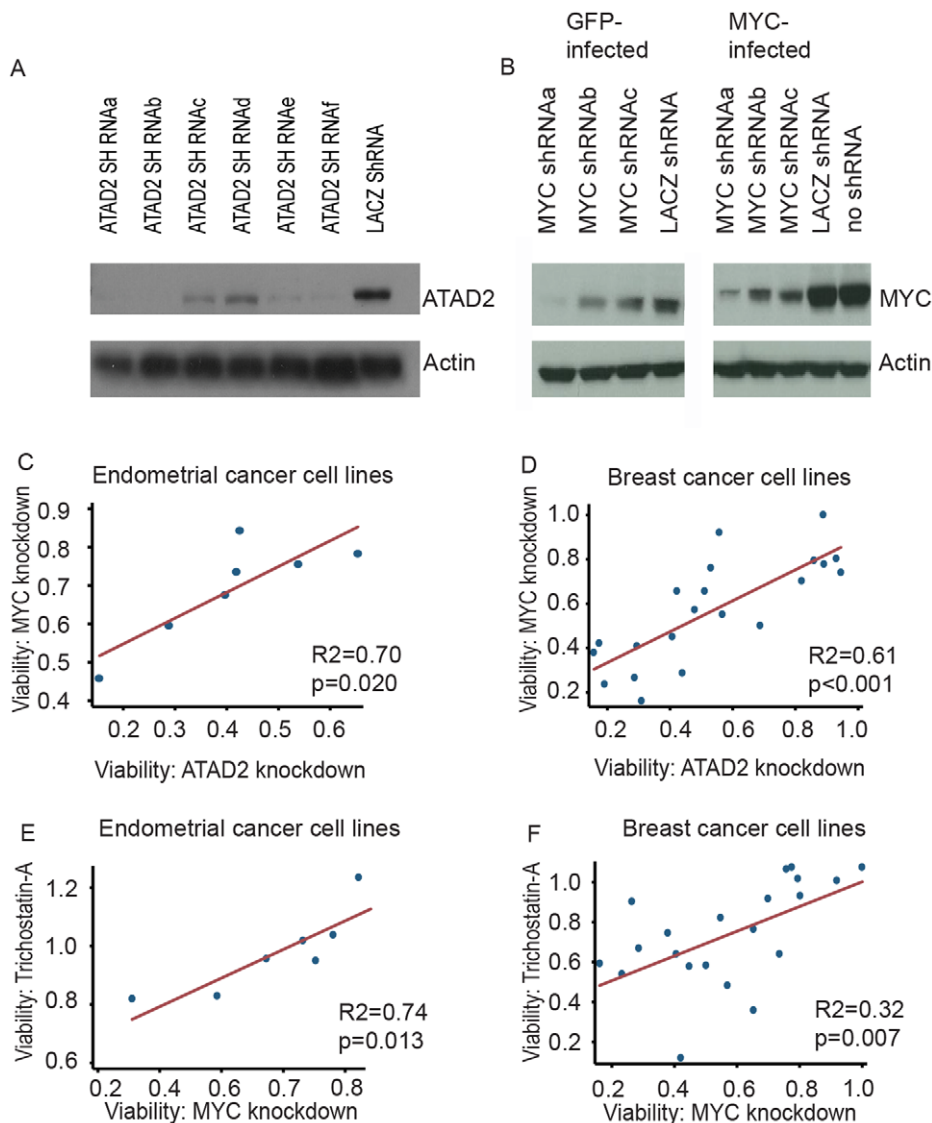 A
ATAD2 SH RNAa
ATAD2 SH RNAb
ATAD2 SH RNAc
ATAD2 SH RNAd
ATAD2 SH RNAe
ATAD2 SH RNAf
LACZ ShRNA
ATAD2
Actin
B
GFP-
infected
MYC-
infected
MYC shRNAa
MYC shRNAb
MYC shRNAc
LACZ shRNA
MYC shRNAa
MYC shRNAb
MYC shRNAc
LACZ shRNA
no shRNA
MYC
Actin
C
Endometrial cancer cell lines
Viability: MYC knockdown
0.9
0.8
0.7
0.6
0.5
0.4
R2=0.70
p=0.020
0.2 0.3 0.4 0.5 0.6
Viability: ATAD2 knockdown
D
Breast cancer cell lines
Viability: MYC knockdown
1.0
0.8
0.6
0.4
0.2
R2=0.61
p<0.001
0.2 0.4 0.6 0.8 1.0
Viability: ATAD2 knockdown
E
Endometrial cancer cell lines
Viability: Trichostatin-A
1.2
1.0
0.8
0.6
R2=0.74
p=0.013
0.2 0.6 0.6 0.7 0.8
Viability: MYC knockdown
F
Breast cancer cell lines
Viability: Trichostatin-A
1.0
0.8
0.6
0.4
0.2
R2=0.32
p=0.007
0.2 0.4 0.6 0.8 1.0
Viability: MYC knockdown